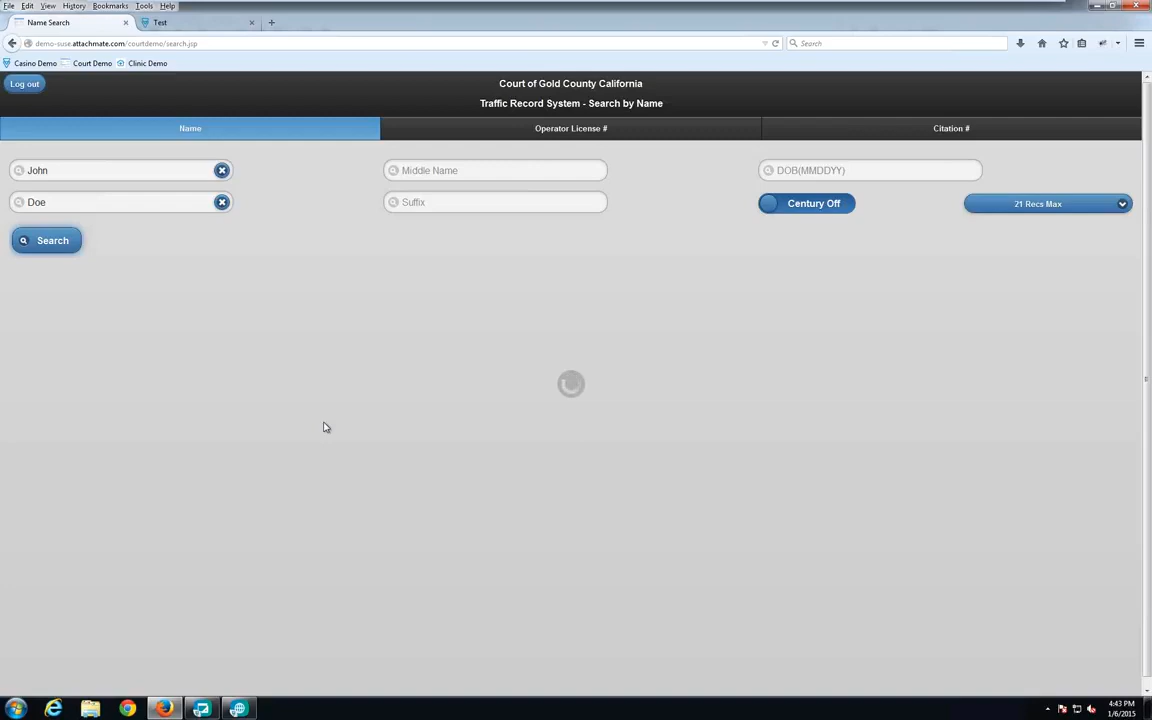 File Edit View History Bookmarks Tools Help
Name Search
Test
demo-suse.attachmate.com/courtdemo/search.jsp
Search
Casino Demo Court Demo Clinic Demo
Log out
Court of Gold County California
Traffic Record System - Search by Name
Name
Operator License #
Citation #
John
Middle Name
DOB(MMDDYY)
Doe
Suffix
Century Off
21 Recs Max
Search
4:43 PM
1/6/2015